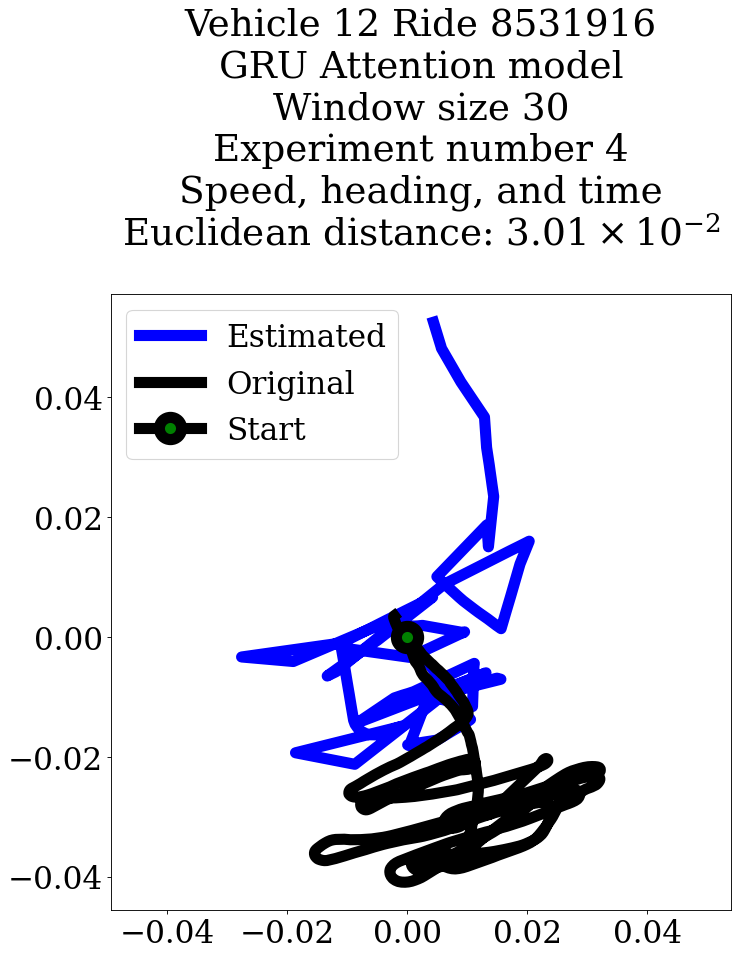 Vehicle 12 Ride 8531916
GRU Attention model
Window size 30
Experiment number 4
Speed, heading, and time
Euclidean distance: 3.01 × 10⁻²
Estimated
Original
Start
0.04
0.02
0.00
−0.02
−0.04
−0.04 −0.02 0.00 0.02 0.04